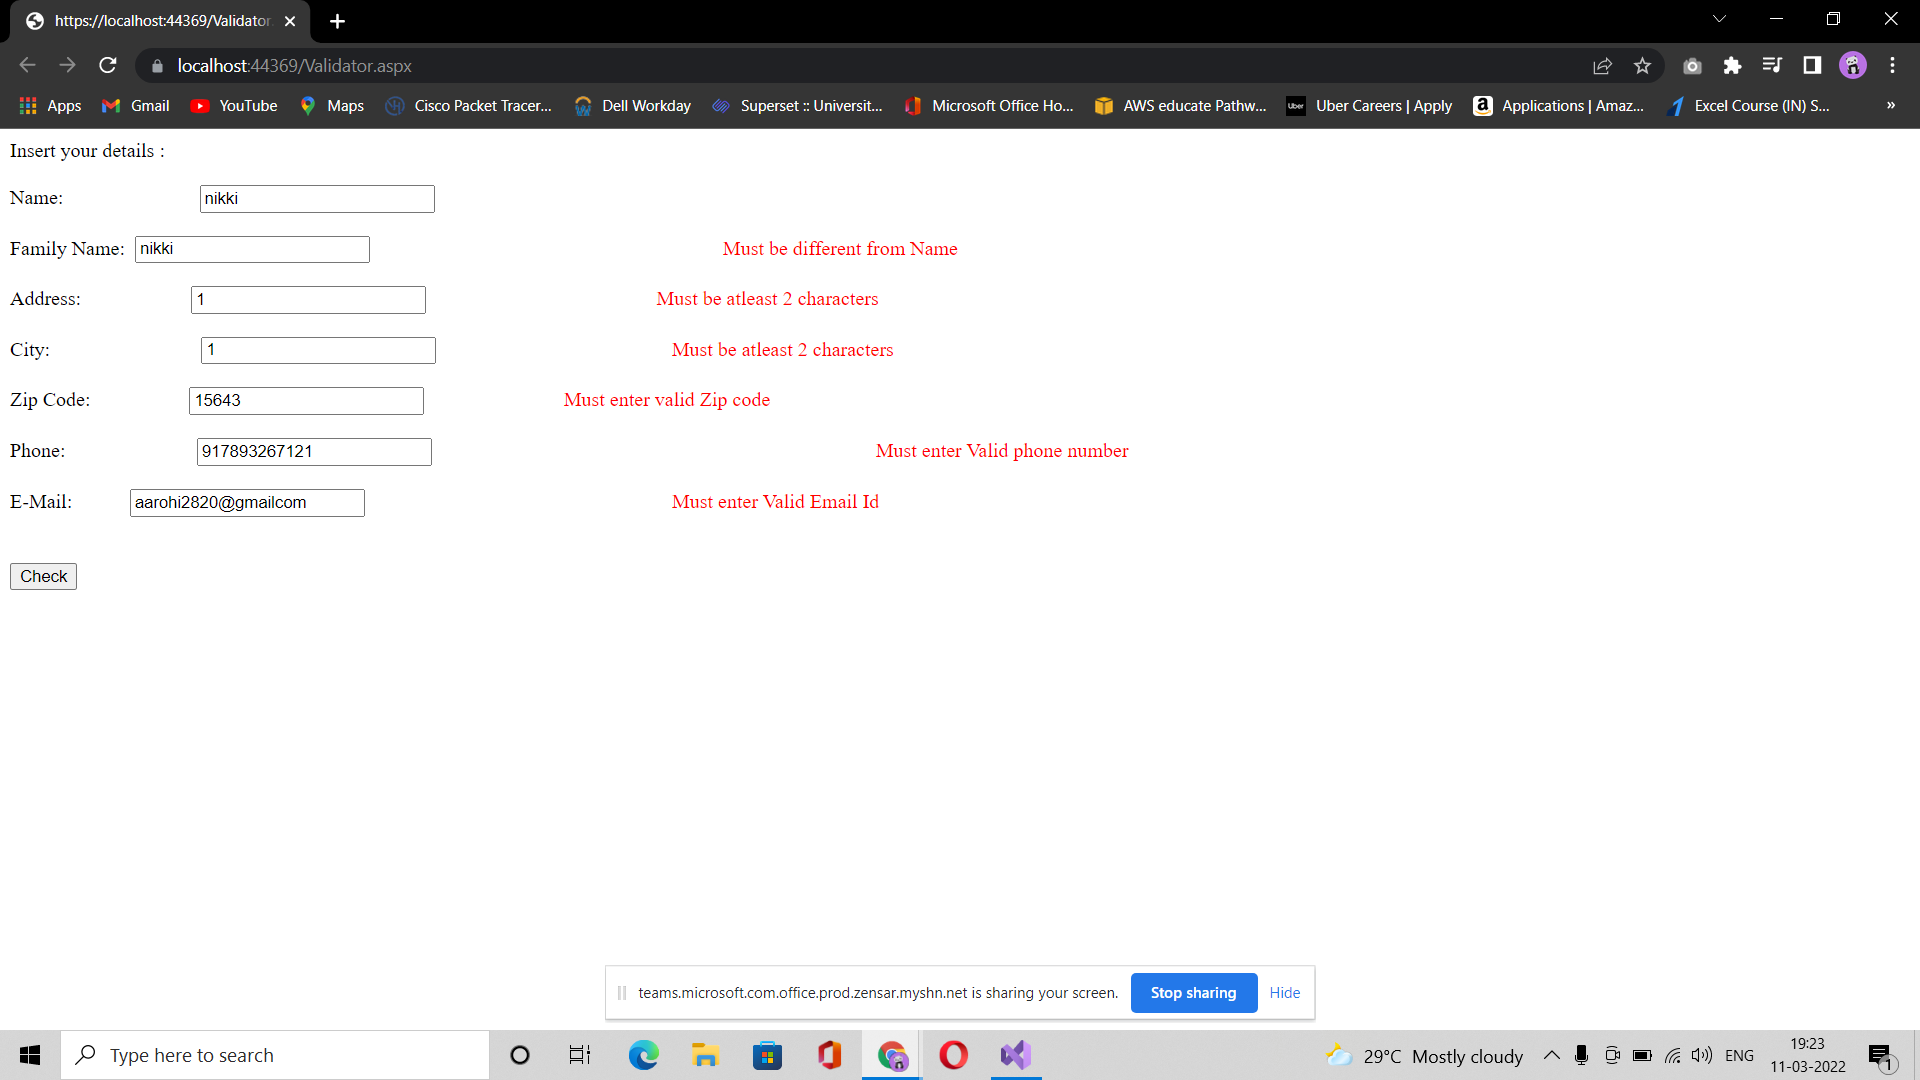 https://localhost:44369/Validator
localhost:44369/Validator.aspx
Apps Gmail YouTube Maps Cisco Packet Tracer... Dell Workday Superset :: Universit... Microsoft Office Ho... AWS educate Pathw... Uber Uber Careers | Apply a Applications | Amaz... Excel Course (IN) S... »
Insert your details :
Name: nikki
Family Name: nikki Must be different from Name
Address: 1 Must be atleast 2 characters
City: 1 Must be atleast 2 characters
Zip Code: 15643 Must enter valid Zip code
Phone: 917893267121 Must enter Valid phone number
E-Mail: aarohi2820@gmailcom Must enter Valid Email Id
Check
teams.microsoft.com.office.prod.zensar.myshn.net is sharing your screen. Stop sharing Hide
Type here to search 29°C Mostly cloudy ENG 19:23
11-03-2022 1